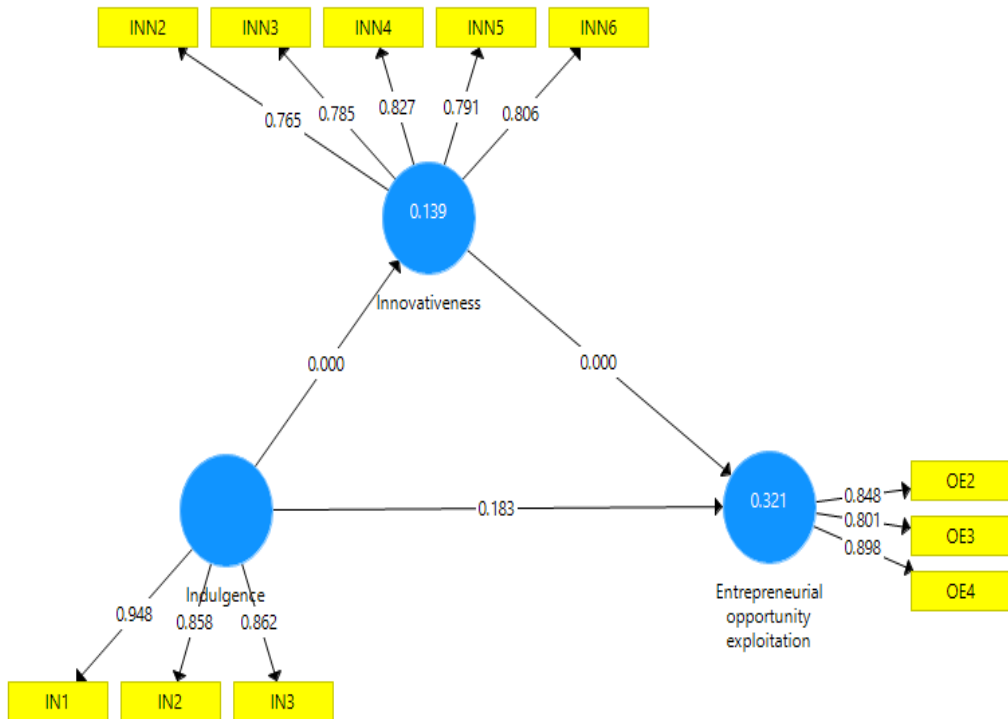 INN2 INN3 INN4 INN5 INN6
0.765 0.785 0.827 0.791 0.806
0.139
Innovativeness
0.000 0.000
0.183
0.321
0.848
0.801
0.898
OE2
OE3
OE4
Indulgence
Entrepreneurial
opportunity
exploitation
0.948 0.858 0.862
IN1 IN2 IN3